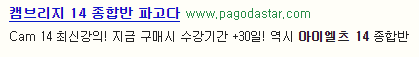 캠브리지 14 종합반 파고다 www.pagodastar.com
Cam 14 최신강의! 지금 구매시 수강기간 +30일! 역시 아이엘츠 14 종합반